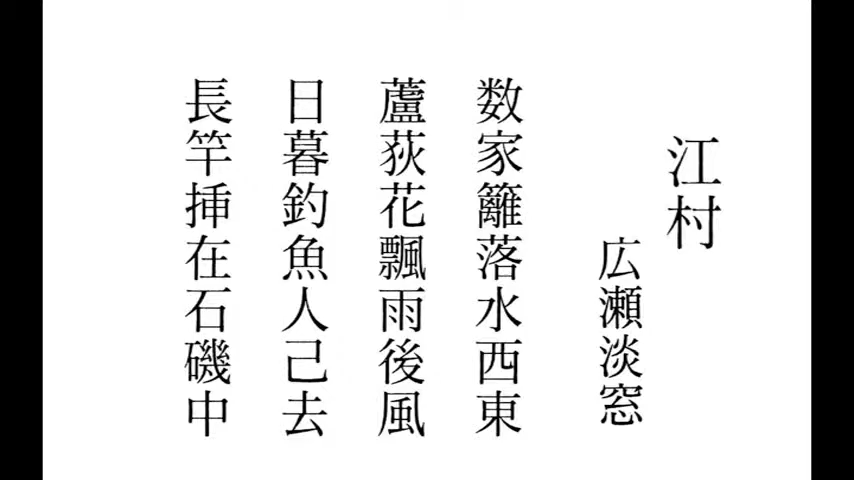 江村
広瀬淡窓
数家籬落水西東
蘆荻花飄雨後風
日暮釣魚人己去
長竿挿在石磯中